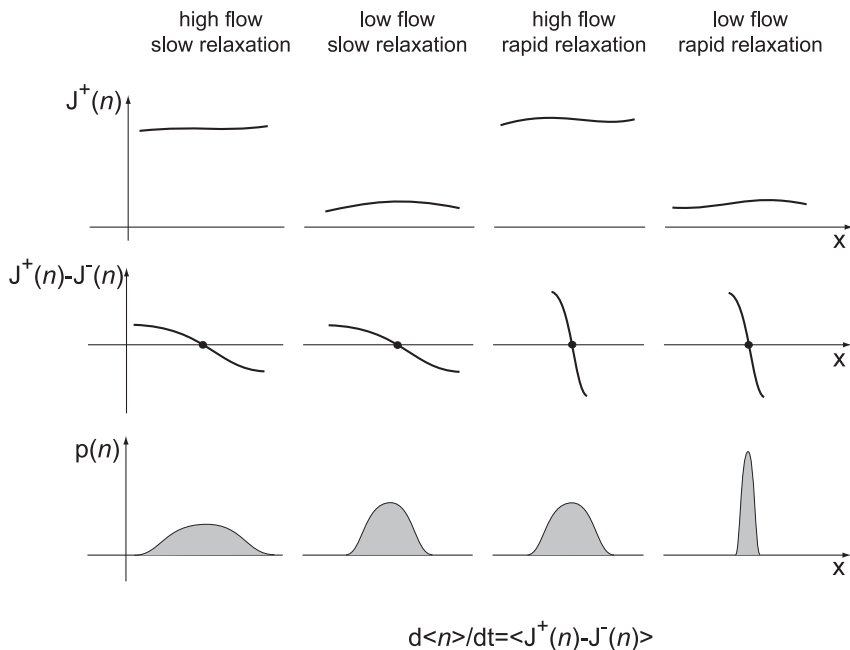 high flow
slow relaxation
low flow
slow relaxation
high flow
rapid relaxation
low flow
rapid relaxation
J⁺(n)
x
J⁺(n)-J⁻(n)
x
p(n)
x
d<n>/dt=<J⁺(n)-J⁻(n)>